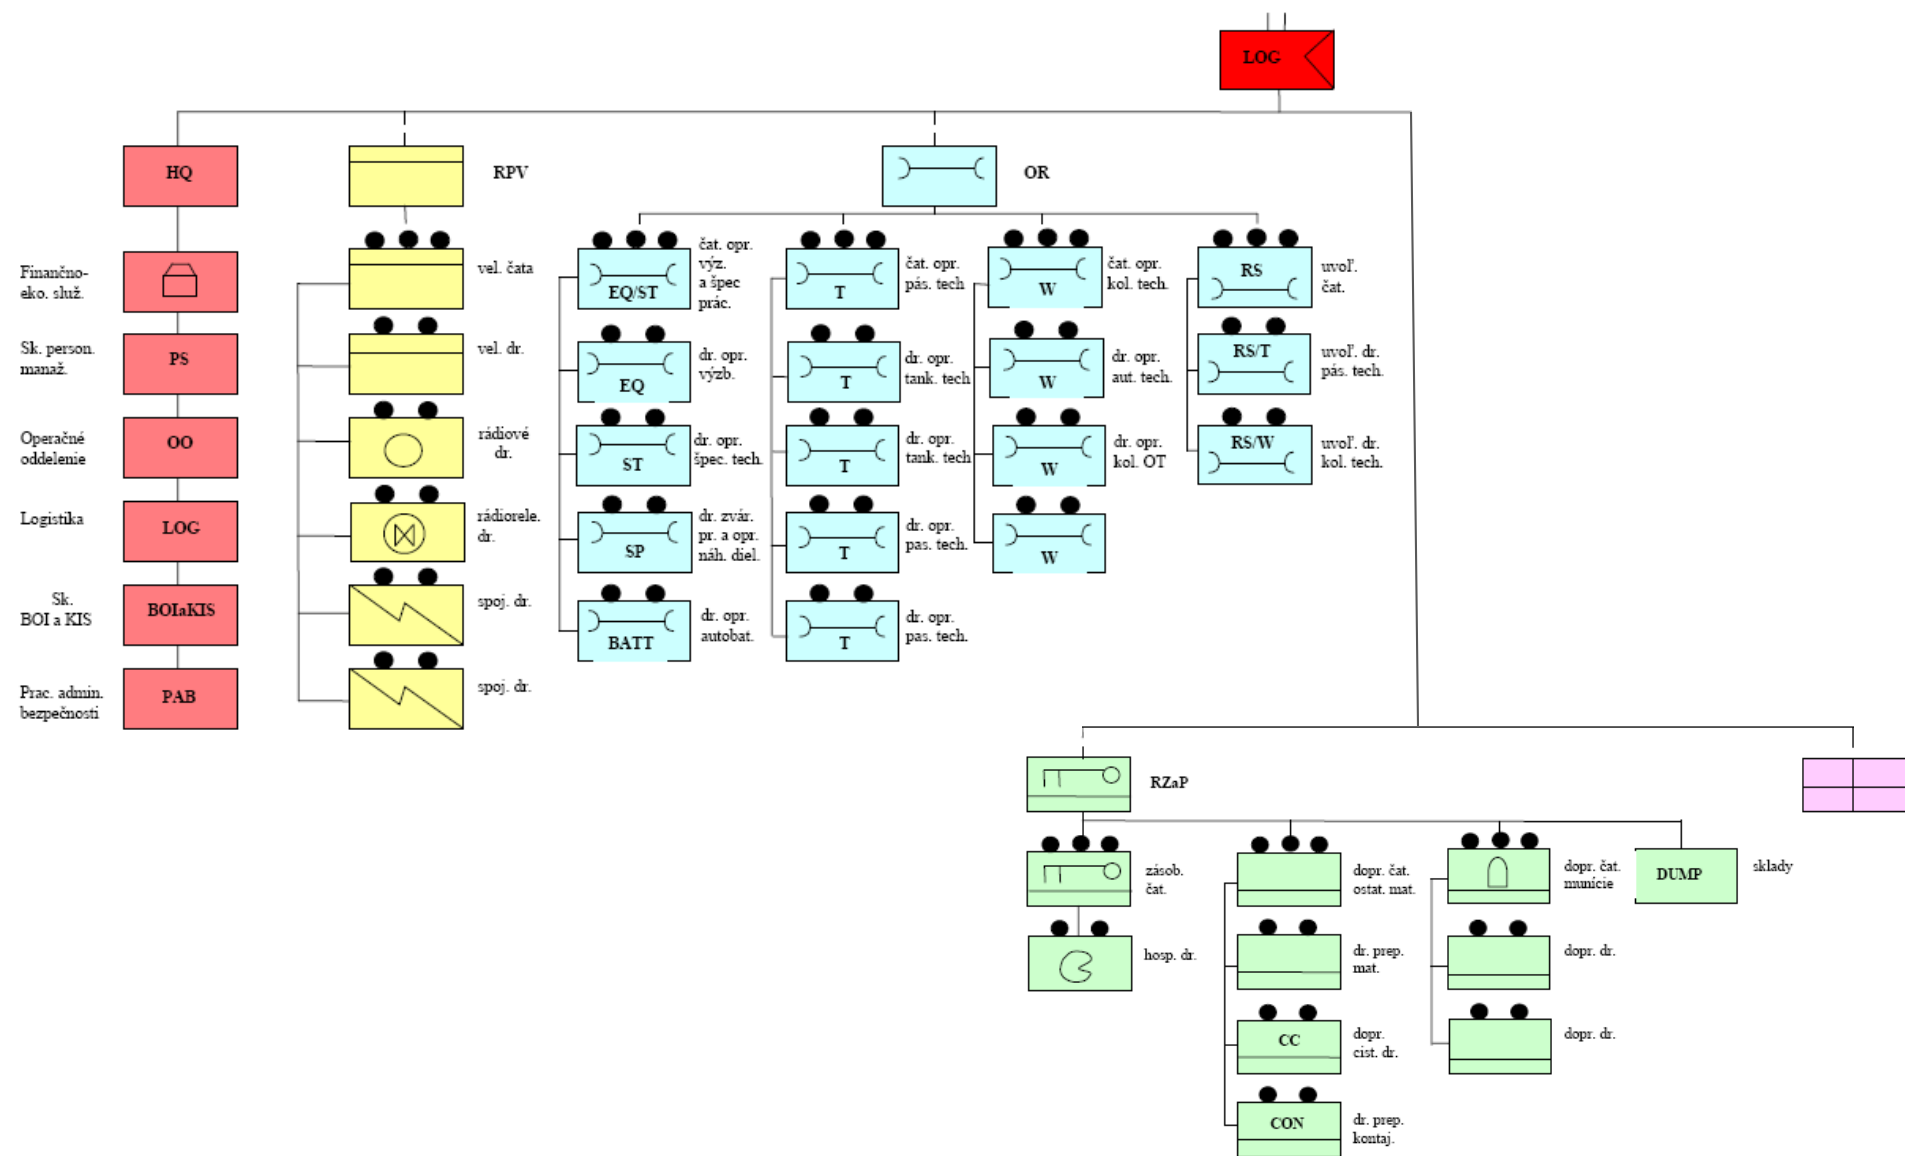 LOG
HQ
Finančno-
eko. služ.
Sk. person.
manaž.
PS
Operačné
oddelenie
OO
Logistika
LOG
Sk.
BOI a KIS
BOIaKIS
Prac. admin.
bezpečnosti
PAB
RPV
vel. čata
vel. dr.
rádiové
dr.
rádiorele.
dr.
spoj. dr.
spoj. dr.
OR
EQ/ST
čat. opr.
výz.
a špec
prác.
EQ
dr. opr.
výzb.
ST
dr. opr.
špec. tech.
SP
dr. zvár.
pr. a opr.
náh. diel.
BATT
dr. opr.
autobat.
T
čat. opr.
pás. tech
T
dr. opr.
tank. tech
T
dr. opr.
tank. tech
T
dr. opr.
pas. tech.
T
dr. opr.
pas. tech.
W
čat. opr.
kol. tech.
W
dr. opr.
aut. tech.
W
dr. opr.
kol. OT
W
RS
uvoľ.
čat.
RS/T
uvoľ. dr.
pás. tech.
RS/W
uvoľ. dr.
kol. tech.
RZaP
zásob.
čat.
hosp. dr.
dopr. čat.
ostat. mat.
dr. prep.
mat.
CC
dopr.
cist. dr.
CON
dr. prep.
kontaj.
dopr. čat.
munície
dopr. dr.
dopr. dr.
DUMP
sklady